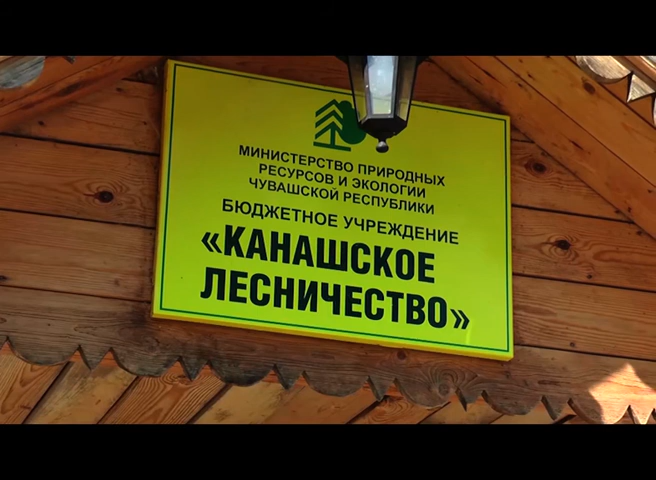 МИНИСТЕРСТВО ПРИРОДНЫХ
РЕСУРСОВ И ЭКОЛОГИИ
ЧУВАШСКОЙ РЕСПУБЛИКИ
БЮДЖЕТНОЕ УЧРЕЖДЕНИЕ
«КАНАШСКОЕ
ЛЕСНИЧЕСТВО»